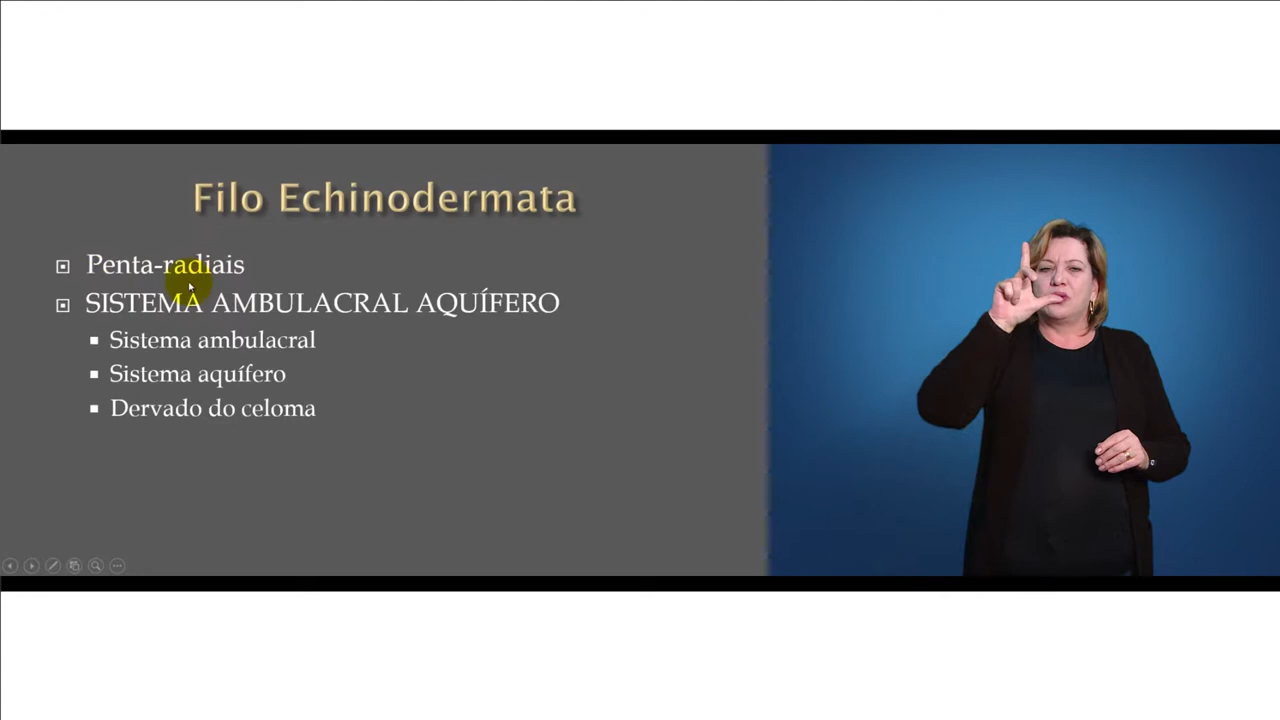 Filo Echinodermata
Penta-radiais
SISTEMA AMBULACRAL AQUÍFERO
Sistema ambulacral
Sistema aquífero
Dervado do celoma